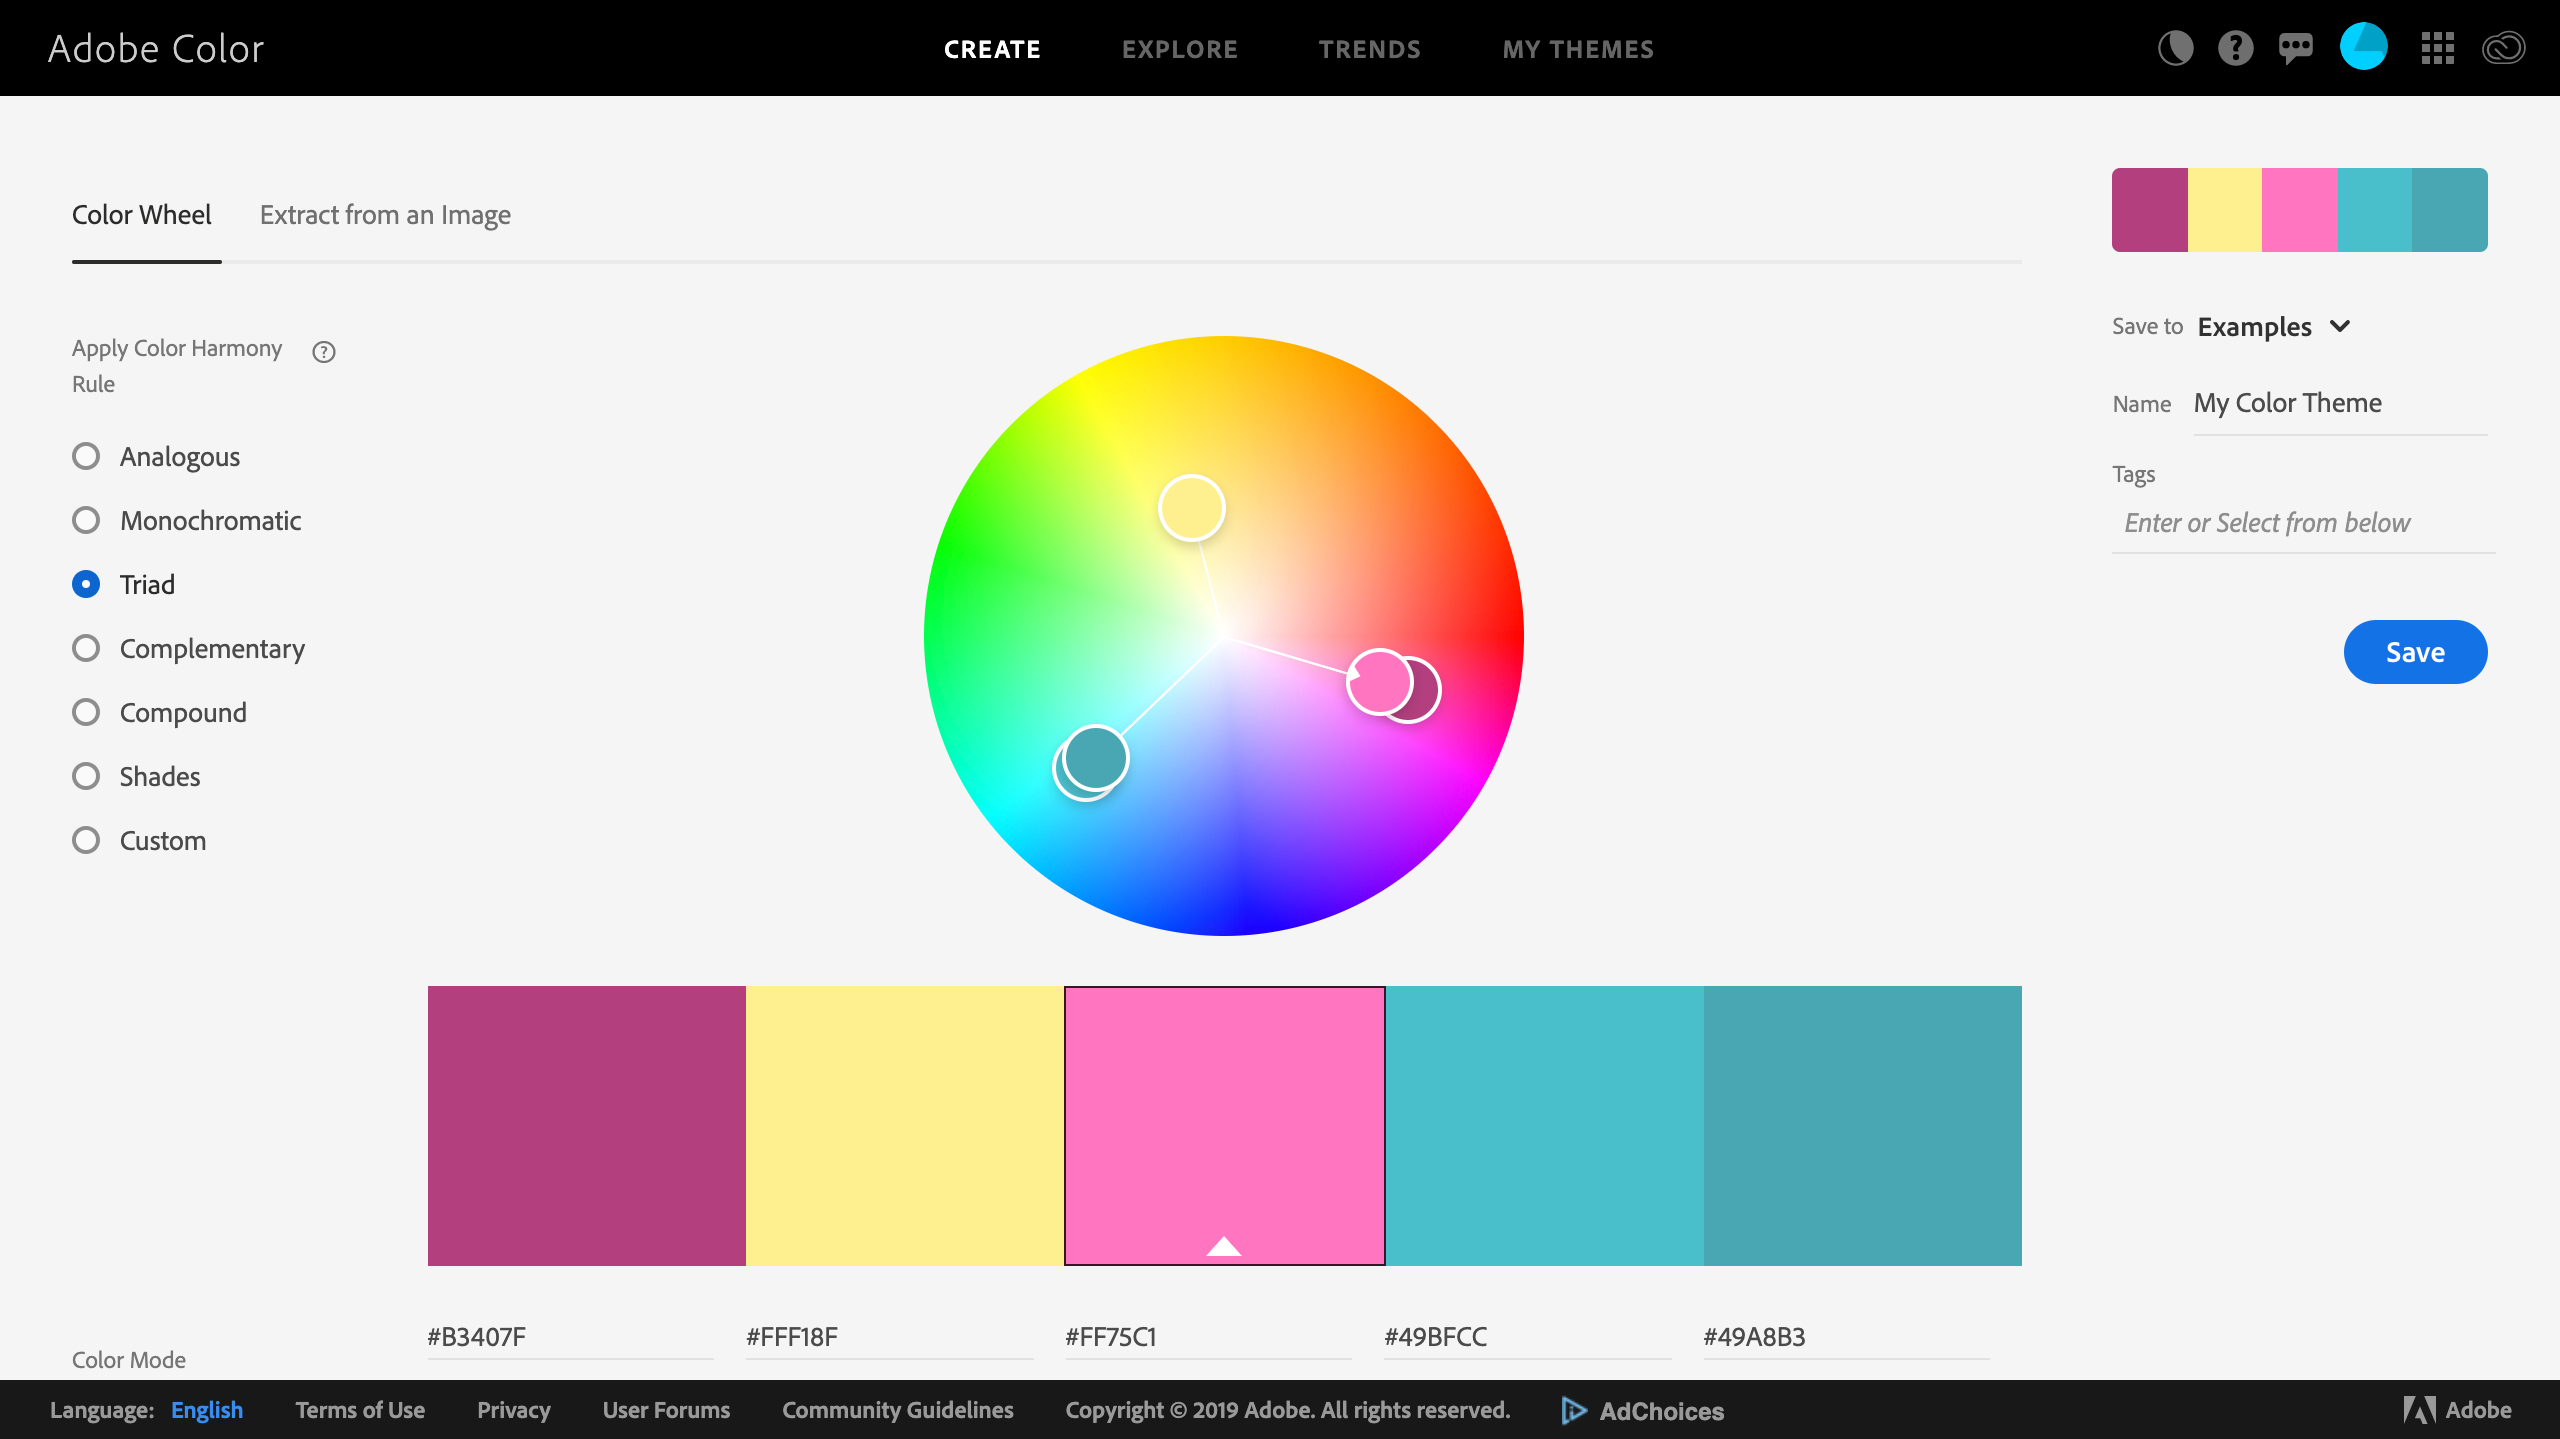 Adobe Color
CREATE
EXPLORE
TRENDS
MY THEMES
Color Wheel
Extract from an Image
Apply Color Harmony
Rule
Analogous
Monochromatic
Triad
Complementary
Compound
Shades
Custom
Save to Examples
Name My Color Theme
Tags
Enter or Select from below
Save
#B3407F
#FFF18F
#FF75C1
#49BFCC
#49A8B3
Color Mode
Language: English
Terms of Use
Privacy
User Forums
Community Guidelines
Copyright © 2019 Adobe. All rights reserved.
AdChoices
Adobe